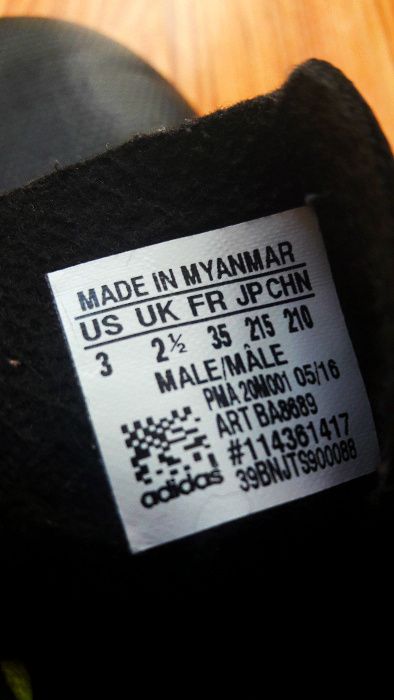 MADE IN MYANMAR
US UK FR JP CHN
3 2½ 35 215 210
MALE/MÂLE
PMA 20M001 05/16
ART BA8689
#114361417
39BNJTS900088
adidas